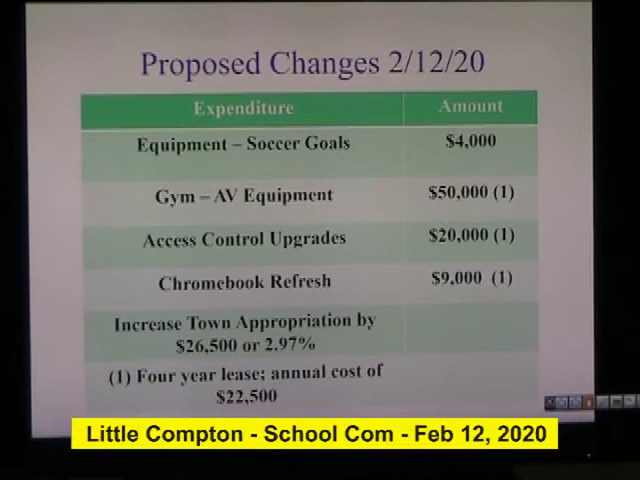 Proposed Changes 2/12/20
Expenditure Amount
Equipment – Soccer Goals $4,000
Gym – AV Equipment $50,000 (1)
Access Control Upgrades $20,000 (1)
Chromebook Refresh $9,000 (1)
Increase Town Appropriation by
$26,500 or 2.97%
(1) Four year lease; annual cost of
$22,500
Little Compton - School Com - Feb 12, 2020